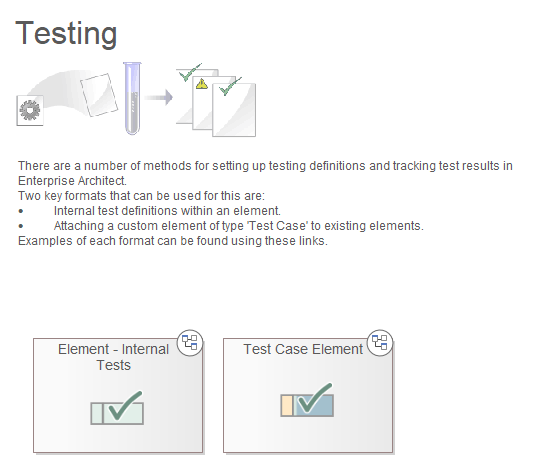 Testing
There are a number of methods for setting up testing definitions and tracking test results in
Enterprise Architect.
Two key formats that can be used for this are:
• Internal test definitions within an element.
• Attaching a custom element of type 'Test Case' to existing elements.
Examples of each format can be found using these links.
Element - Internal
Tests
Test Case Element